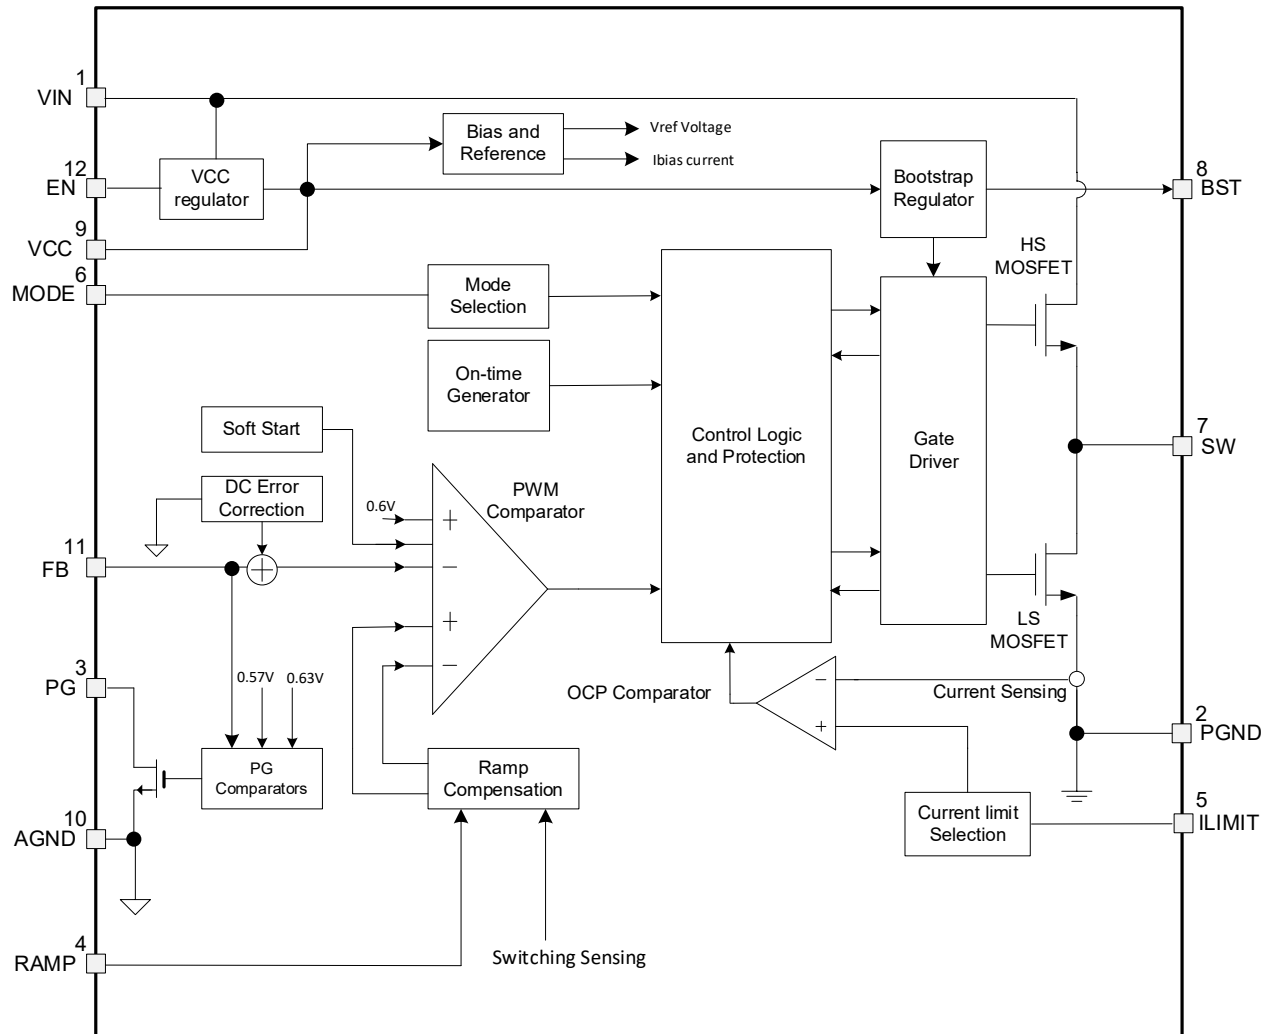 1
VIN
Bias and
Reference
Vref Voltage
Ibias current
12
EN
VCC
regulator
Bootstrap
Regulator
8
BST
9
VCC
HS
MOSFET
6
MODE
Mode
Selection
On-time
Generator
Soft Start
Control Logic
and Protection
Gate
Driver
7
SW
DC Error
Correction
0.6V
PWM
Comparator
+
−
+
−
11
FB
+
LS
MOSFET
3
PG
0.57V
0.63V
OCP Comparator
−
+
Current Sensing
2
PGND
PG
Comparators
Ramp
Compensation
Current limit
Selection
5
ILIMIT
10
AGND
4
RAMP
Switching Sensing